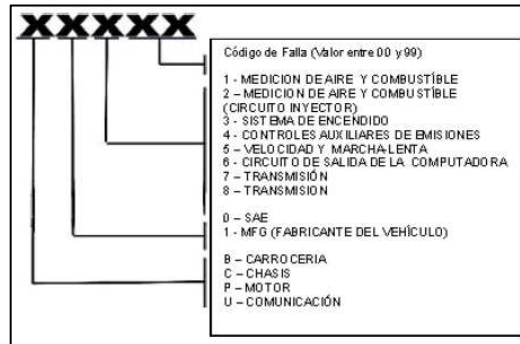 XXXXX
Código de Falla (Valor entre 00 y 99)
1 - MEDICION DE AIRE Y COMBUSTÍBLE
2 – MEDICION DE AIRE Y COMBUSTÍBLE
(CIRCUITO INYECTOR)
3 - SISTEMA DE ENCENDIDO
4 - CONTROLES AUXILIARES DE EMISIONES
5 – VELOCIDAD Y MARCHA-LENTA
6 - CIRCUITO DE SALIDA DE LA COMPUTADORA
7 – TRANSMISIÓN
8 – TRANSMISION
0 – SAE
1 - MFG (FABRICANTE DEL VEHÍCULO)
B – CARROCERIA
C – CHASIS
P – MOTOR
U – COMUNICACIÓN